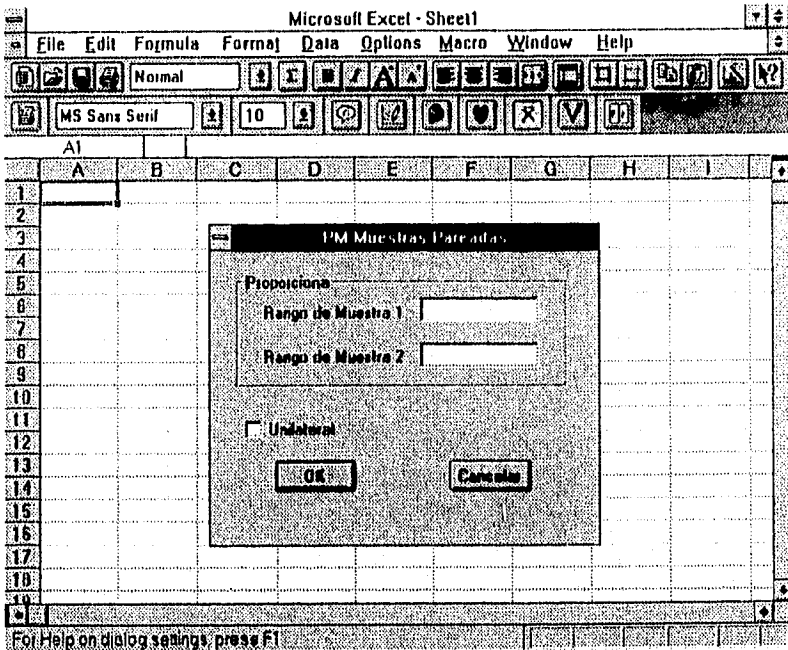 Microsoft Excel - Sheet1
File Edit Formula Format Data Options Macro Window Help
Normal
MS Sans Serif 10
A1
A B C D E F G H I
1
2
3
4
5
6
7
8
9
10
11
12
13
14
15
16
17
18
19
PM Muestras Pareadas
Proporciona
Rango de Muestra 1
Rango de Muestra 2
Unilateral
OK Cancelar
For Help on dialog settings, press F1